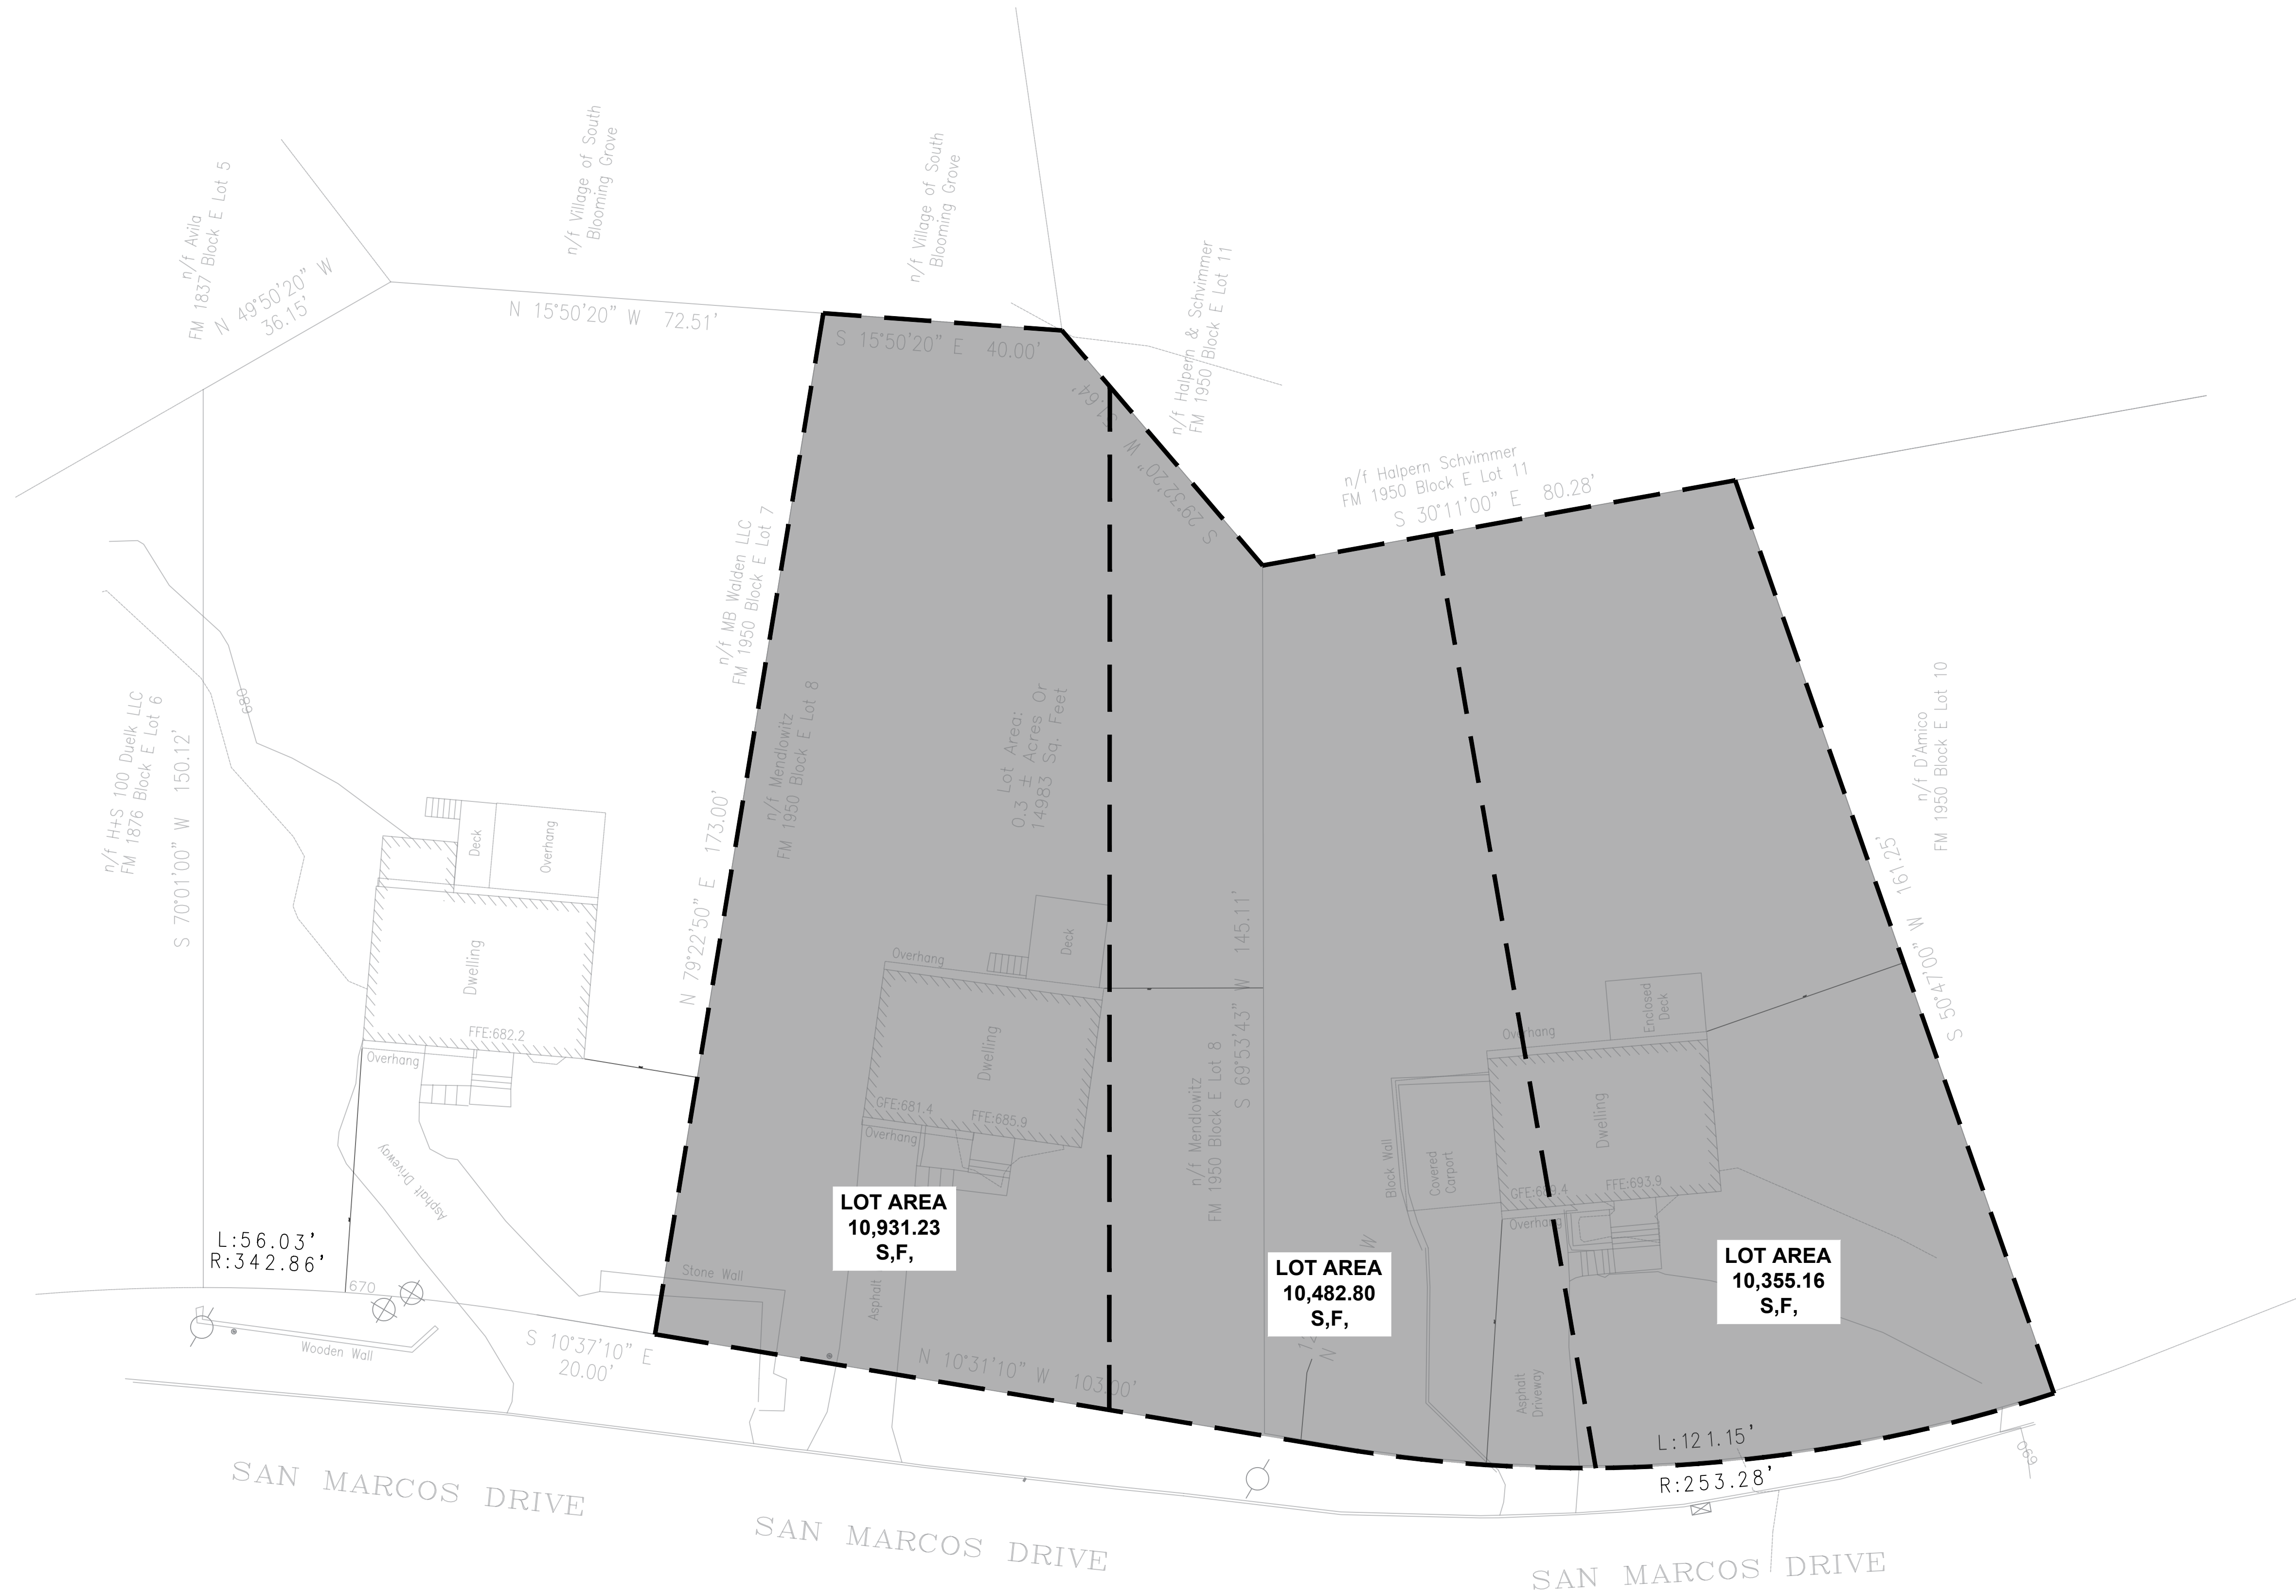 n/f Avila
FM 1837 Block E Lot 5
N 49°50'20" W
36.15'
n/f Village of South
Blooming Grove
n/f Village of South
Blooming Grove
n/f Halpern & Schvimmer
FM 1950 Block E Lot 11
N 15°50'20" W 72.51'
S 15°50'20" E 40.00'
S 29°32'20" W 51.64'
n/f Halpern Schvimmer
FM 1950 Block E Lot 11
S 30°11'00" E 80.28'
n/f H+S 100 Duelk LLC
FM 1876 Block E Lot 6
S 70°01'00" W 150.12'
689
n/f MB Walden LLC
FM 1950 Block E Lot 7
N 79°22'50" E 173.00'
n/f Mendlowitz
FM 1950 Block E Lot 8
Lot Area:
0.3 ± Acres Or
14983 Sq. Feet
n/f D'Amico
FM 1950 Block E Lot 10
S 50°47'00" W 161.25'
S 69°53'43" W 145.11'
n/f Mendlowitz
FM 1950 Block E Lot 8
Deck
Overhang
Dwelling
FFE:682.2
Overhang
Asphalt Driveway
Overhang
Deck
Dwelling
GFE:681.4
FFE:685.9
Overhang
Asphalt
Stone Wall
Overhang
Enclosed
Deck
Dwelling
FFE:693.9
Overhang
Block Wall
Covered
Carport
Asphalt
Driveway
LOT AREA
10,931.23
S,F,
LOT AREA
10,482.80
S,F,
LOT AREA
10,355.16
S,F,
L:56.03'
R:342.86'
670
Wooden Wall
S 10°37'10" E
20.00'
N 10°31'10" W 103.00'
L:121.15'
R:253.28'
690
SAN MARCOS DRIVE
SAN MARCOS DRIVE
SAN MARCOS DRIVE